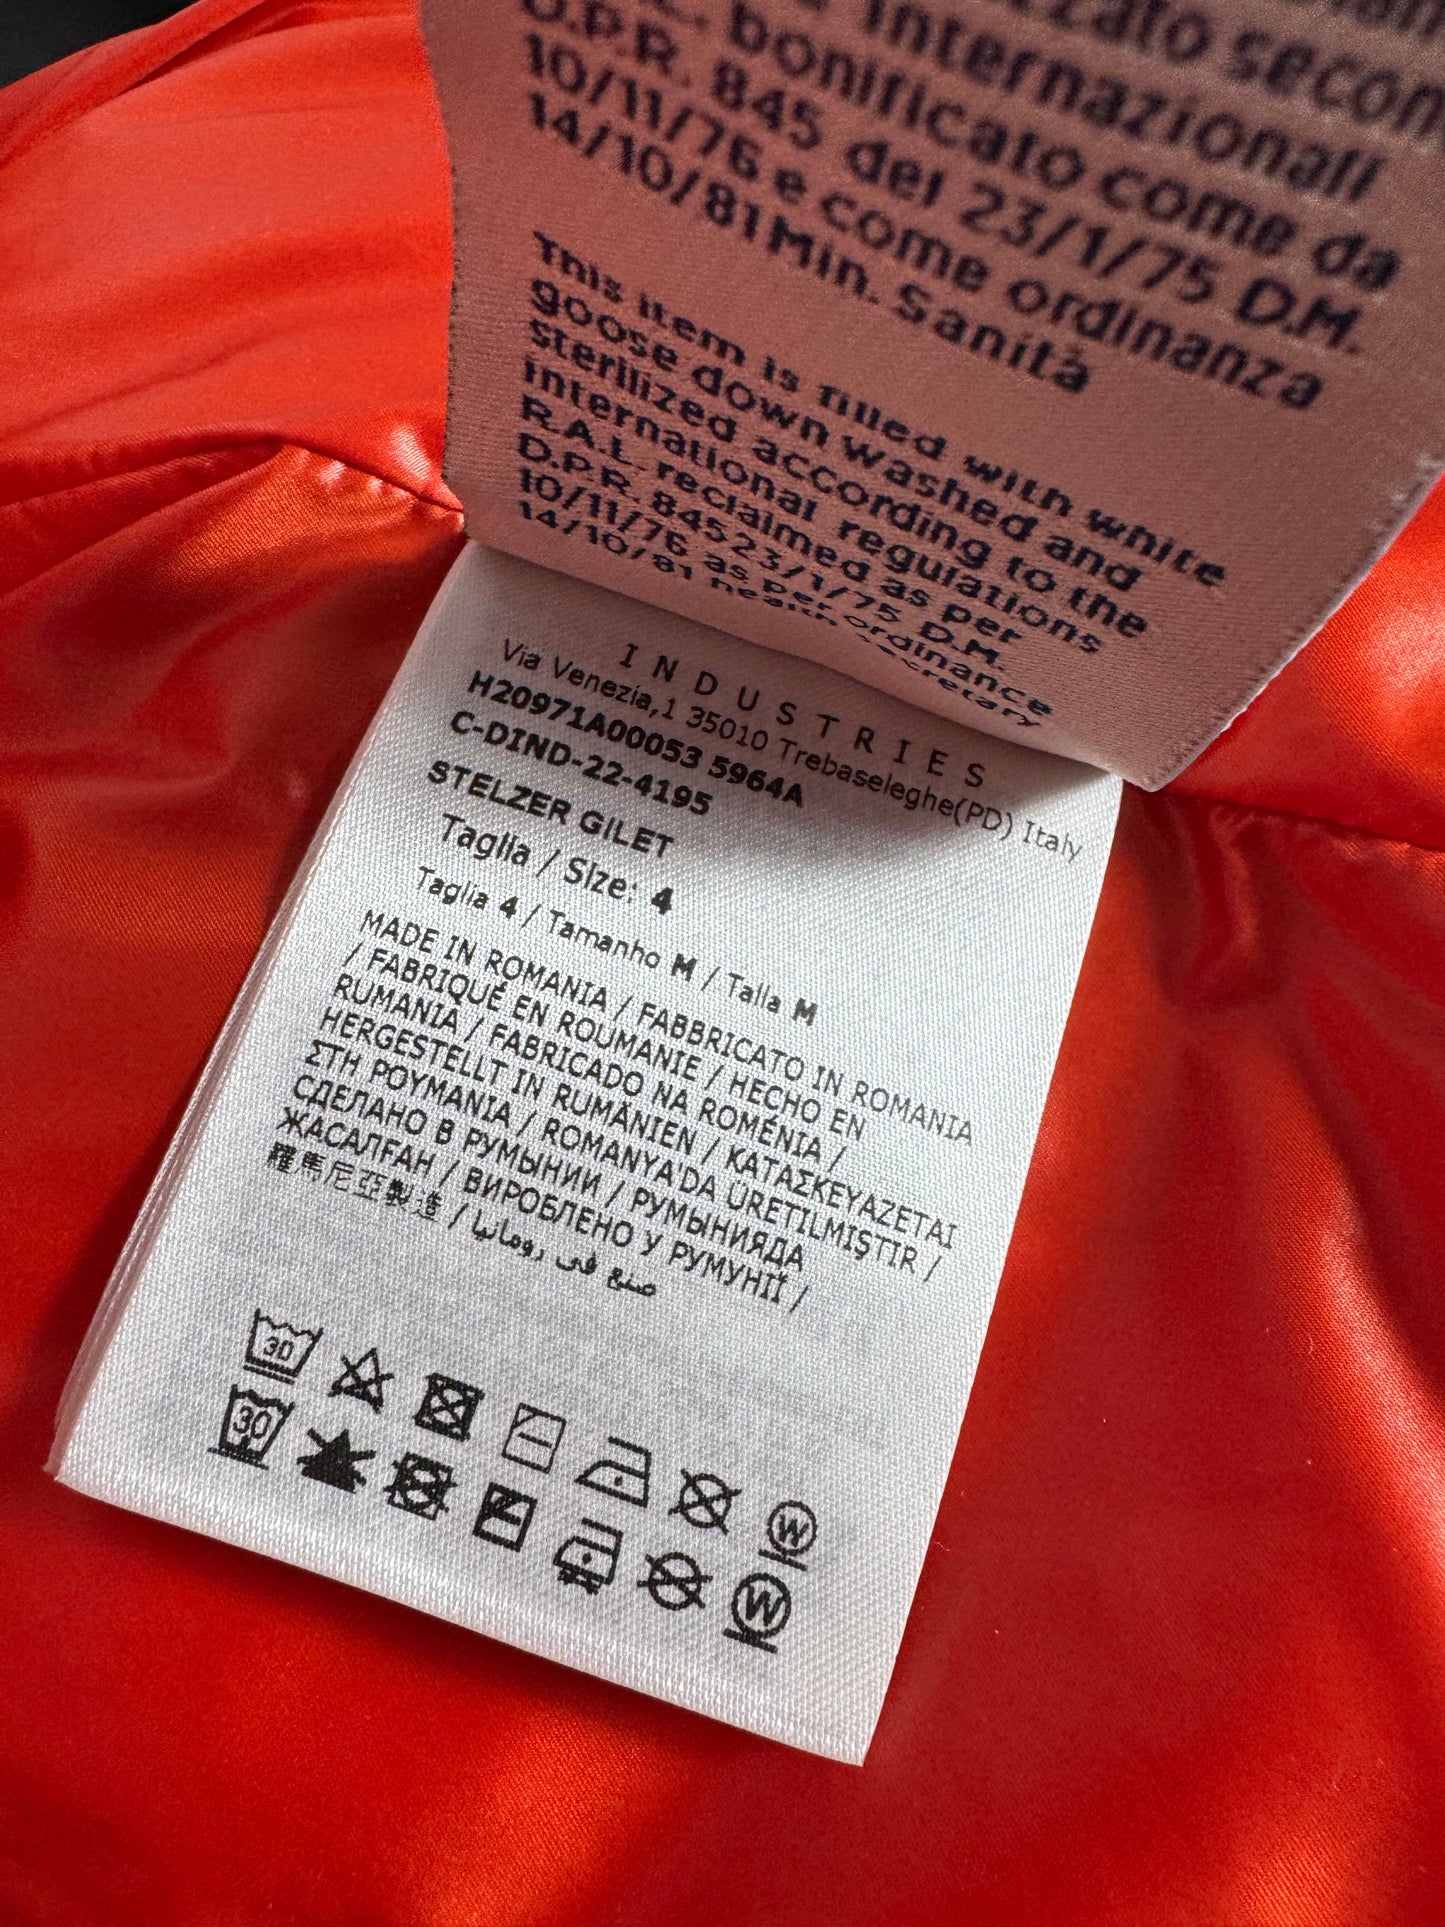 izzato secon
internazionali
R.A.L. bonificato come da
D.P.R. 845 del 23/1/75 D.M.
10/11/76 e come ordinanza
14/10/81 Min. Sanità
This item is filled with white
goose down washed and
sterilized according to the
international regulations
R.A.L. reclaimed as per
D.P.R. 845 23/1/75 D.M.
10/11/76 as per ordinance
14/10/81 health secretary
INDUSTRIES
Via Venezia,1 35010 Trebaseleghe(PD) Italy
H20971A00053 5964A
C-DIND-22-4195
STELZER GILET
Taglia / Size: 4
Taglia 4 / Tamanho M / Talla M
MADE IN ROMANIA / FABBRICATO IN ROMANIA
/ FABRIQUÉ EN ROUMANIE / HECHO EN
RUMANIA / FABRICADO NA ROMÉNIA /
HERGESTELLT IN RUMÄNIEN / ΚΑΤΑΣΚΕΥΑΖΕΤΑΙ
ΣΤΗ ΡΟΥΜΑΝΙΑ / ROMANYA'DA ÜRETILMIŞTIR /
СДЕЛАНО В РУМЫНИИ / РУМЫНИЯДА
ЖАСАЛҒАН / ВИРОБЛЕНО У РУМУНІЇ /
羅馬尼亞製造 / صنع في رومانيا
30
W
30
W